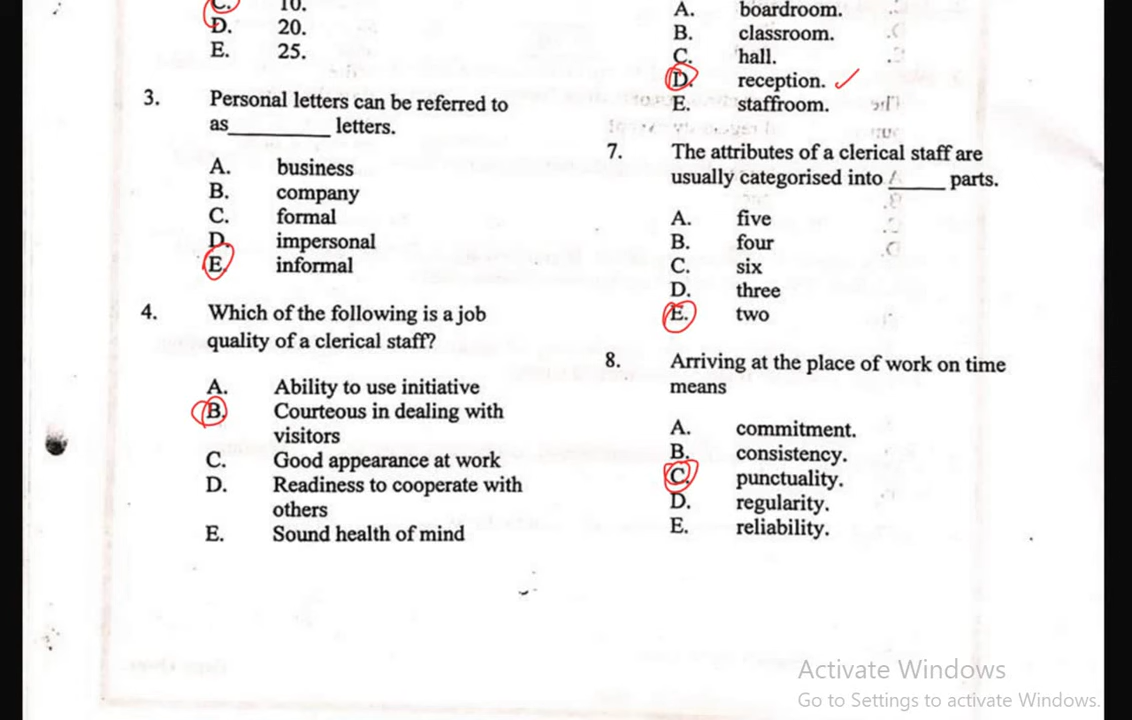 C. 10.
D. 20.
E. 25.
3. Personal letters can be referred to
as__________ letters.
A. business
B. company
C. formal
D. impersonal
E. informal
4. Which of the following is a job
quality of a clerical staff?
A. Ability to use initiative
B. Courteous in dealing with
visitors
C. Good appearance at work
D. Readiness to cooperate with
others
E. Sound health of mind
A. boardroom.
B. classroom.
C. hall.
D. reception.
E. staffroom.
7. The attributes of a clerical staff are
usually categorised into ______ parts.
A. five
B. four
C. six
D. three
E. two
8. Arriving at the place of work on time
means
A. commitment.
B. consistency.
C. punctuality.
D. regularity.
E. reliability.
Activate Windows
Go to Settings to activate Windows.